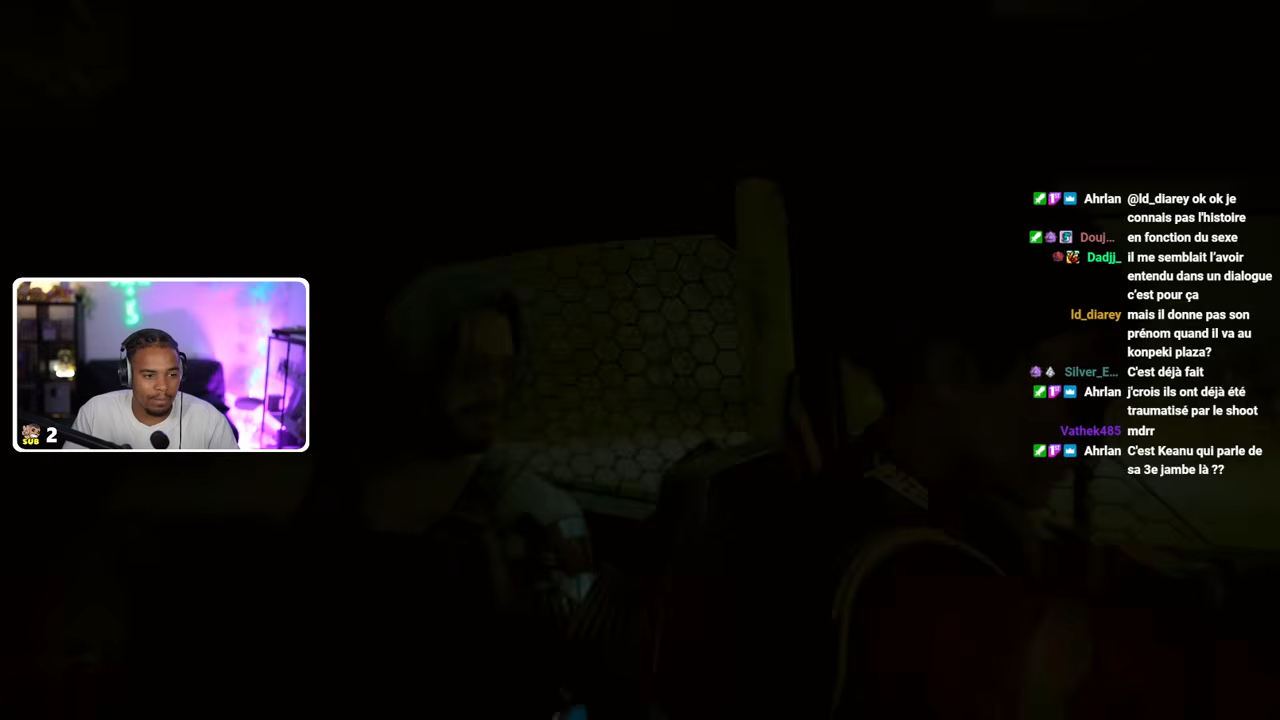 Ahrlan @ld_diarey ok ok je
connais pas l'histoire
Douj... en fonction du sexe
Dadjj_ il me semblait l'avoir
entendu dans un dialogue
c'est pour ça
ld_diarey mais il donne pas son
prénom quand il va au
konpeki plaza?
Silver_E... C'est déjà fait
Ahrlan j'crois ils ont déjà été
traumatisé par le shoot
Vathek485 mdrr
Ahrlan C'est Keanu qui parle de
sa 3e jambe là ??
SUB 2